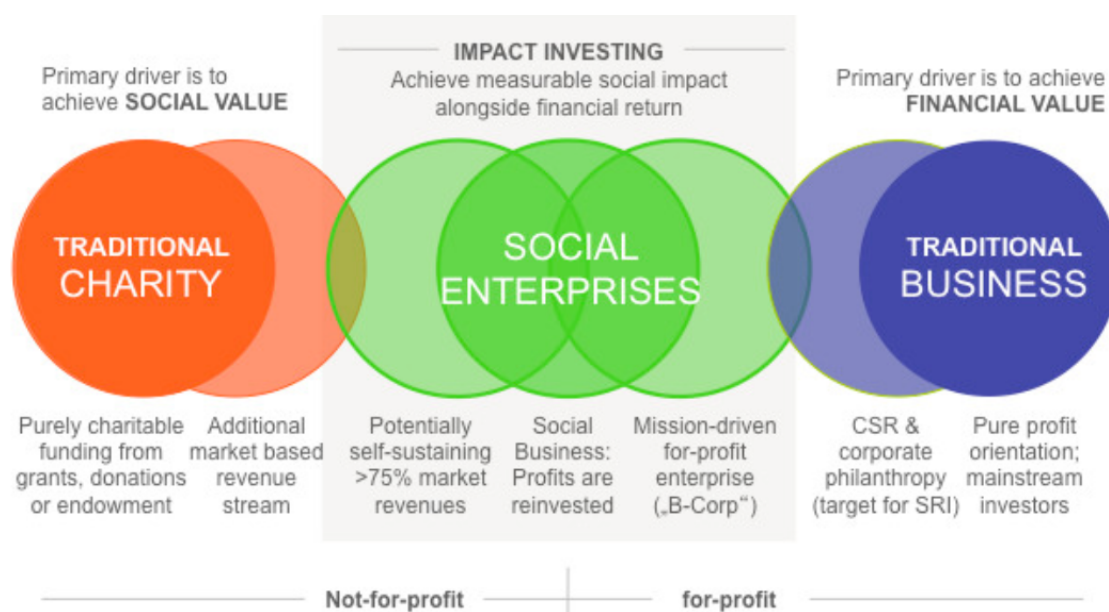 IMPACT INVESTING
Achieve measurable social impact
alongside financial return
Primary driver is to
achieve SOCIAL VALUE
Primary driver is to achieve
FINANCIAL VALUE
TRADITIONAL
CHARITY
SOCIAL
ENTERPRISES
TRADITIONAL
BUSINESS
Purely charitable
funding from
grants, donations
or endowment
Additional
market based
revenue
stream
Potentially
self-sustaining
>75% market
revenues
Social
Business:
Profits are
reinvested
Mission-driven
for-profit
enterprise
(„B-Corp“)
CSR &
corporate
philanthropy
(target for SRI)
Pure profit
orientation;
mainstream
investors
Not-for-profit
for-profit